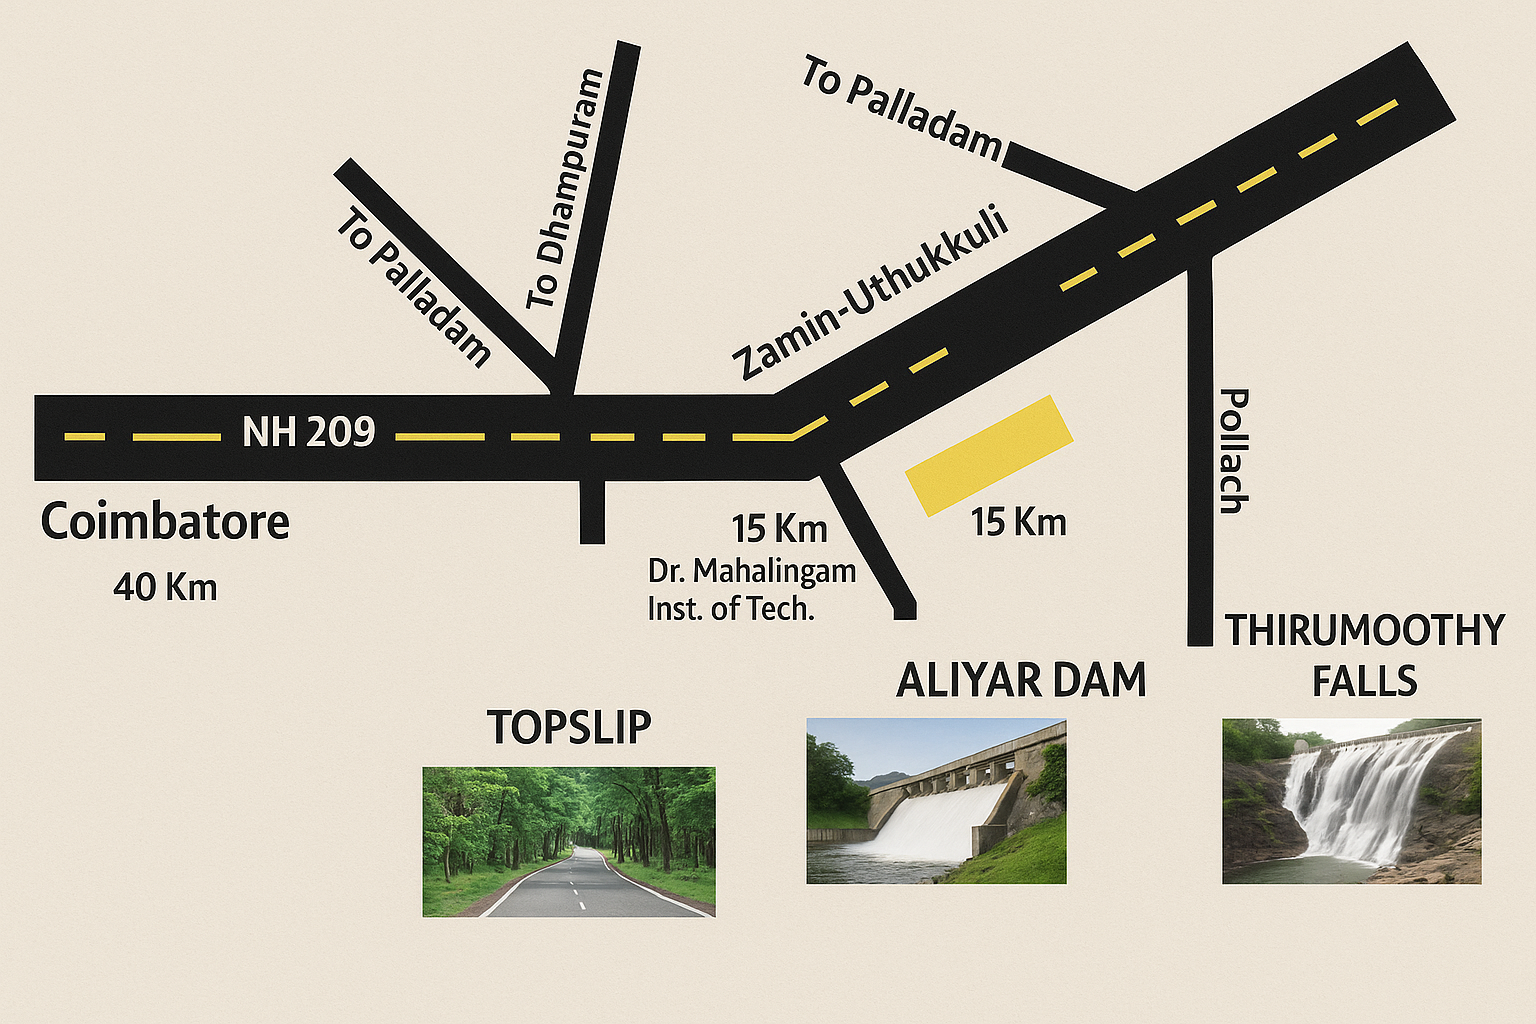 To Palladam
To Dhampuram
To Palladam
Zamin-Uthukkuli
NH 209
Coimbatore
40 Km
15 Km
Dr. Mahalingam
Inst. of Tech.
15 Km
Pollach
TOPSLIP
ALIYAR DAM
THIRUMOOTHY
FALLS